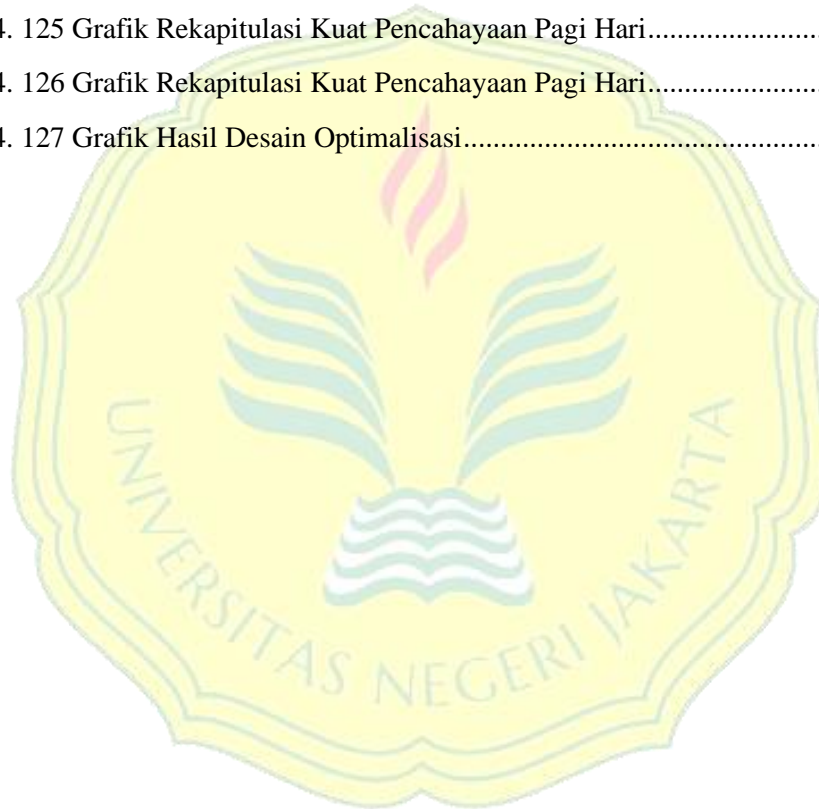 4. 125 Grafik Rekapitulasi Kuat Pencahayaan Pagi Hari......................
4. 126 Grafik Rekapitulasi Kuat Pencahayaan Pagi Hari......................
4. 127 Grafik Hasil Desain Optimalisasi...............................................
UNIVERSITAS NEGERI JAKARTA